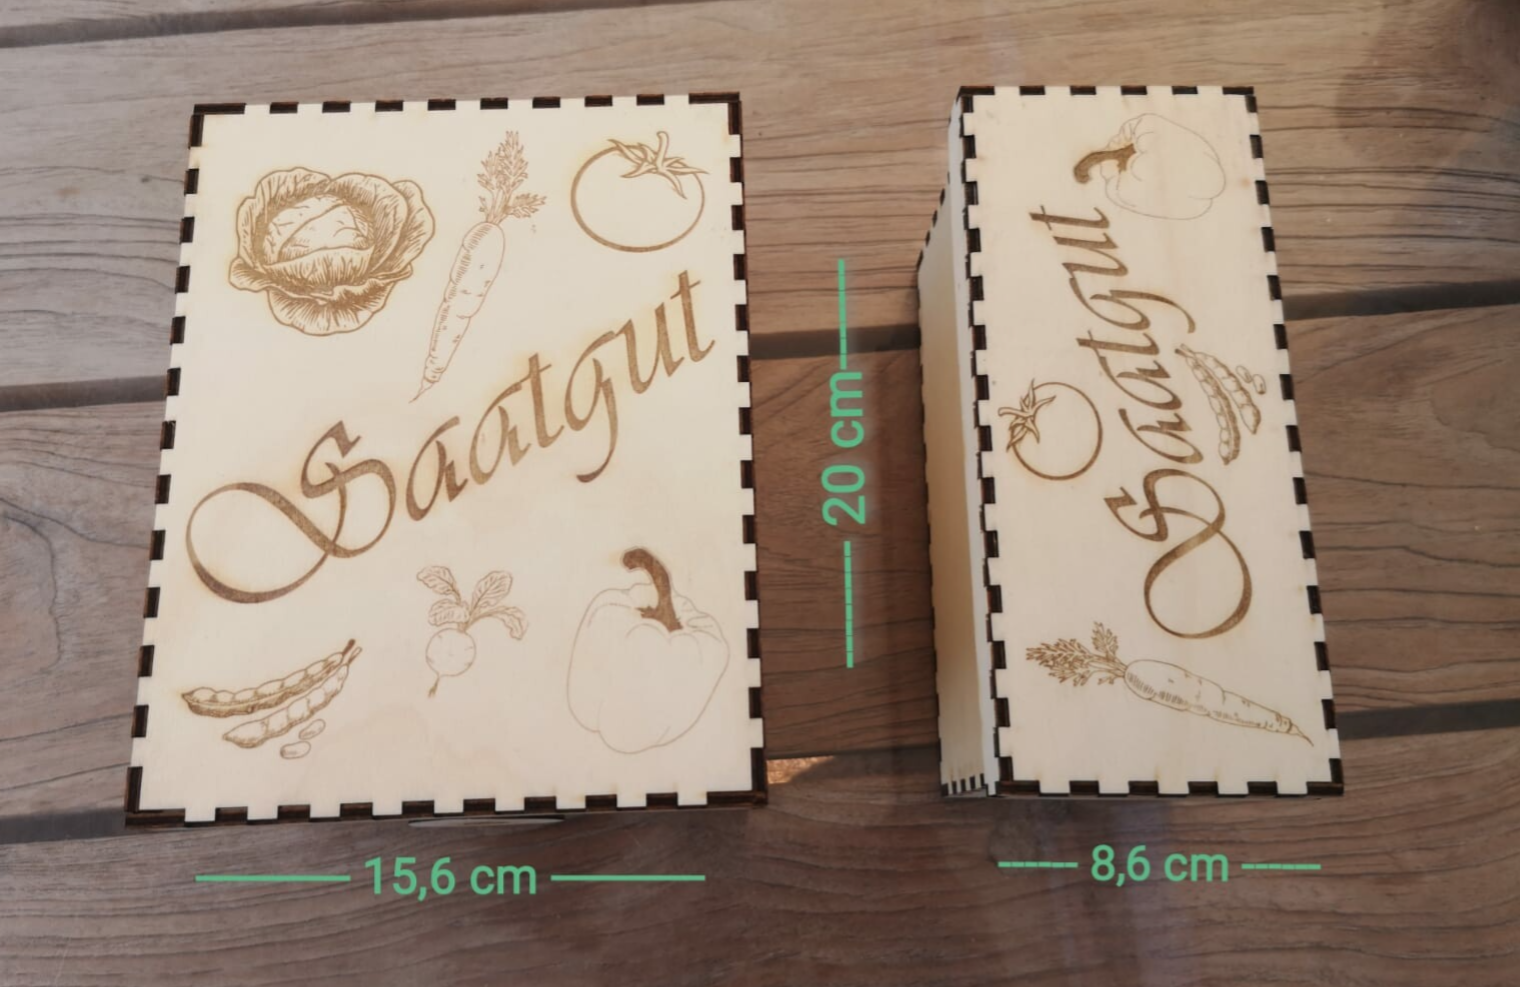 Saatgut
Saatgut
20 cm
15,6 cm
8,6 cm